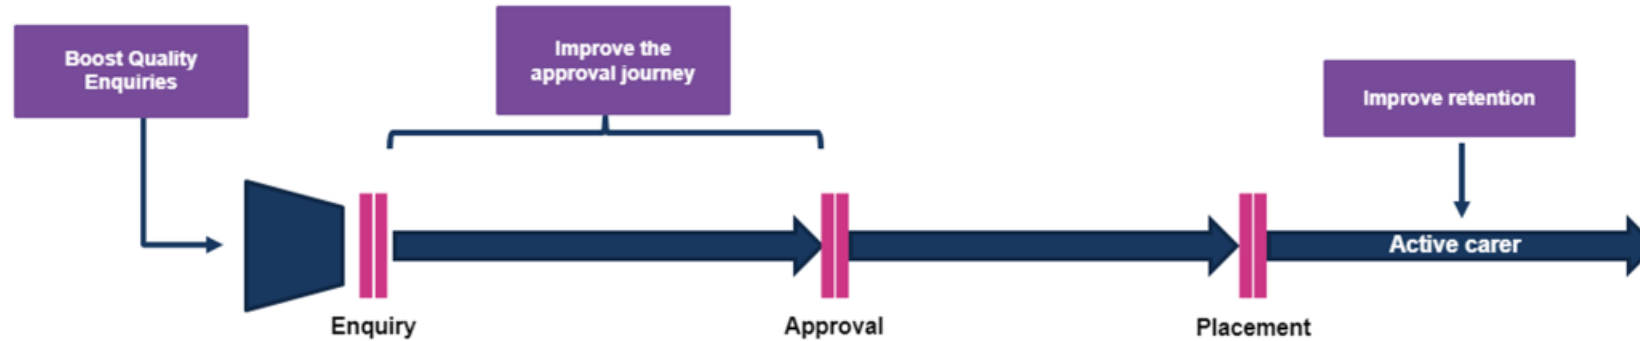 Boost Quality
Enquiries
Improve the
approval journey
Improve retention
Active carer
Enquiry
Approval
Placement